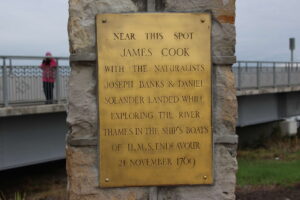 NEAR THIS SPOT
JAMES COOK
WITH THE NATURALISTS
JOSEPH BANKS & DANIEL
SOLANDER LANDED WHILE
EXPLORING THE RIVER
THAMES IN THE SHIP'S BOATS
OF H.M.S. ENDEAVOUR
21 NOVEMBER 1769